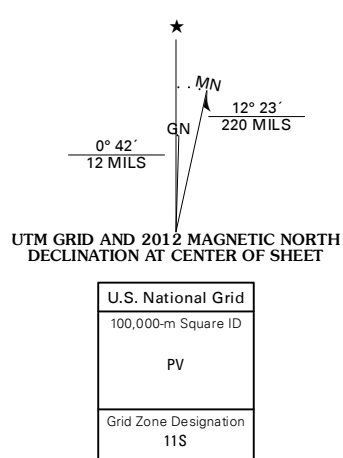 ★
MN
GN
12° 23´
220 MILS
0° 42´
12 MILS
UTM GRID AND 2012 MAGNETIC NORTH
DECLINATION AT CENTER OF SHEET
U.S. National Grid
100,000-m Square ID
PV
Grid Zone Designation
11S